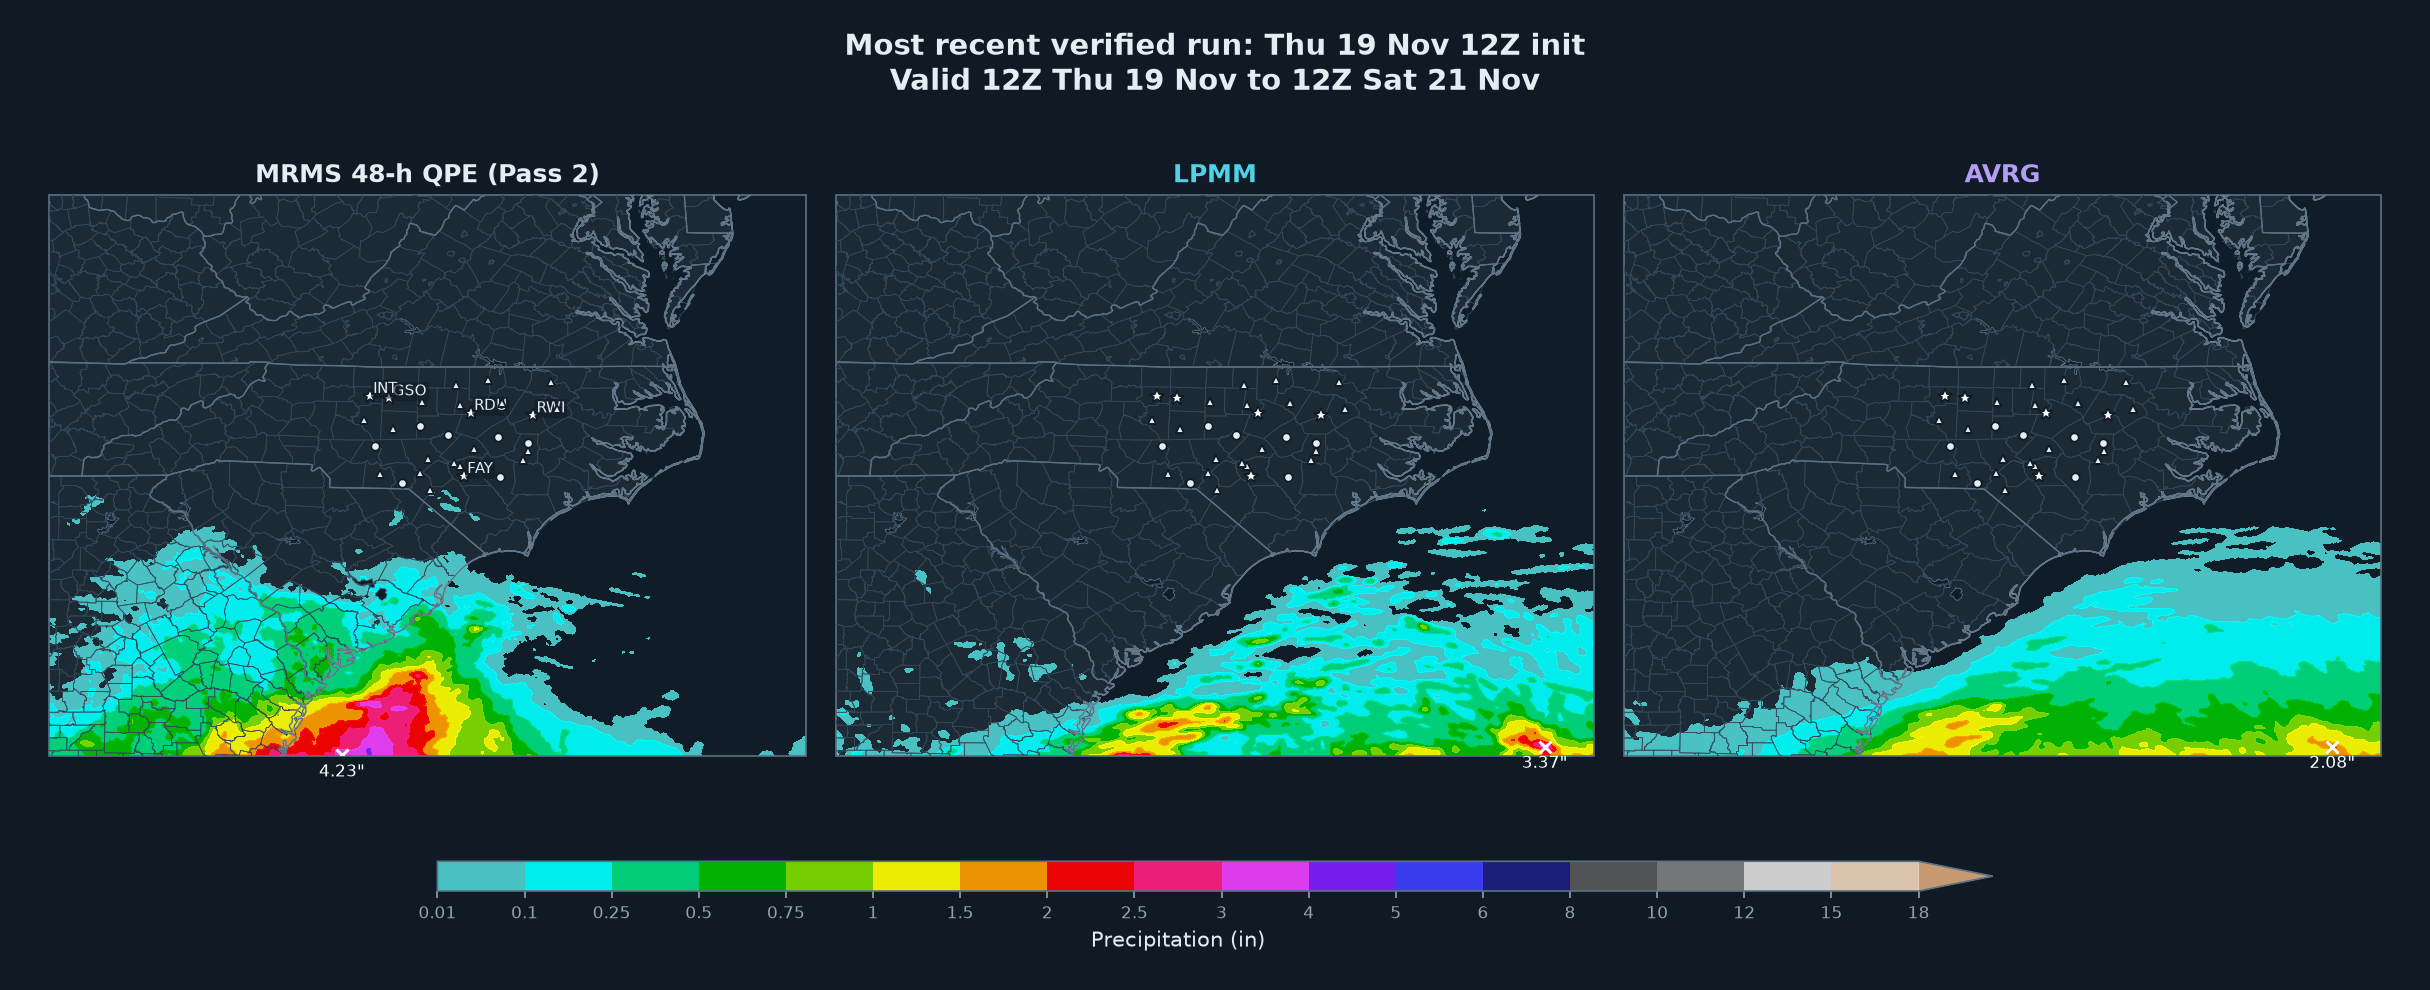 Most recent verified run: Thu 19 Nov 12Z init
Valid 12Z Thu 19 Nov to 12Z Sat 21 Nov
MRMS 48-h QPE (Pass 2)
LPMM
AVRG
INT GSO
RDU
RWI
FAY
4.23"
3.37"
2.08"
0.01 0.1 0.25 0.5 0.75 1 1.5 2 2.5 3 4 5 6 8 10 12 15 18
Precipitation (in)